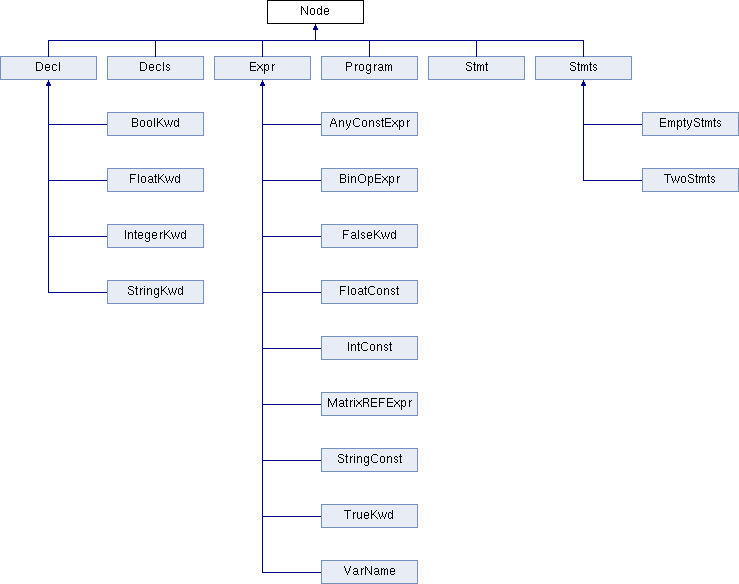 Node
Decl
Decls
Expr
Program
Stmt
Stmts
BoolKwd
AnyConstExpr
EmptyStmts
FloatKwd
BinOpExpr
TwoStmts
IntegerKwd
FalseKwd
StringKwd
FloatConst
IntConst
MatrixREFExpr
StringConst
TrueKwd
VarName